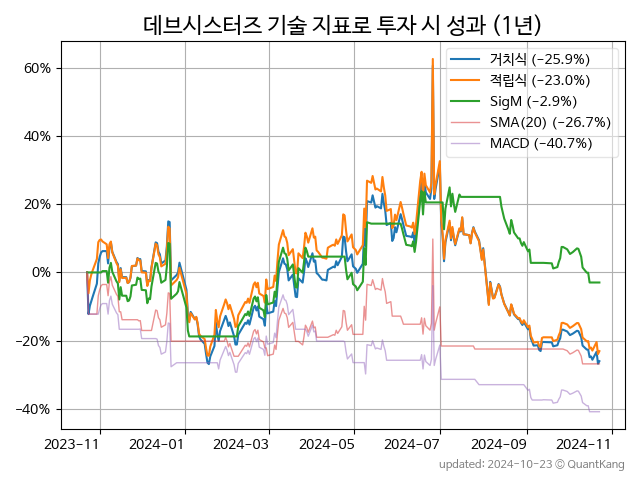 데브시스터즈 기술 지표로 투자 시 성과 (1년)
거치식 (−25.9%)
적립식 (−23.0%)
SigM (−2.9%)
SMA(20) (−26.7%)
MACD (−40.7%)
60%
40%
20%
0%
−20%
−40%
2023−11
2024−01
2024−03
2024−05
2024−07
2024−09
2024−11
updated: 2024-10-23 © QuantKang